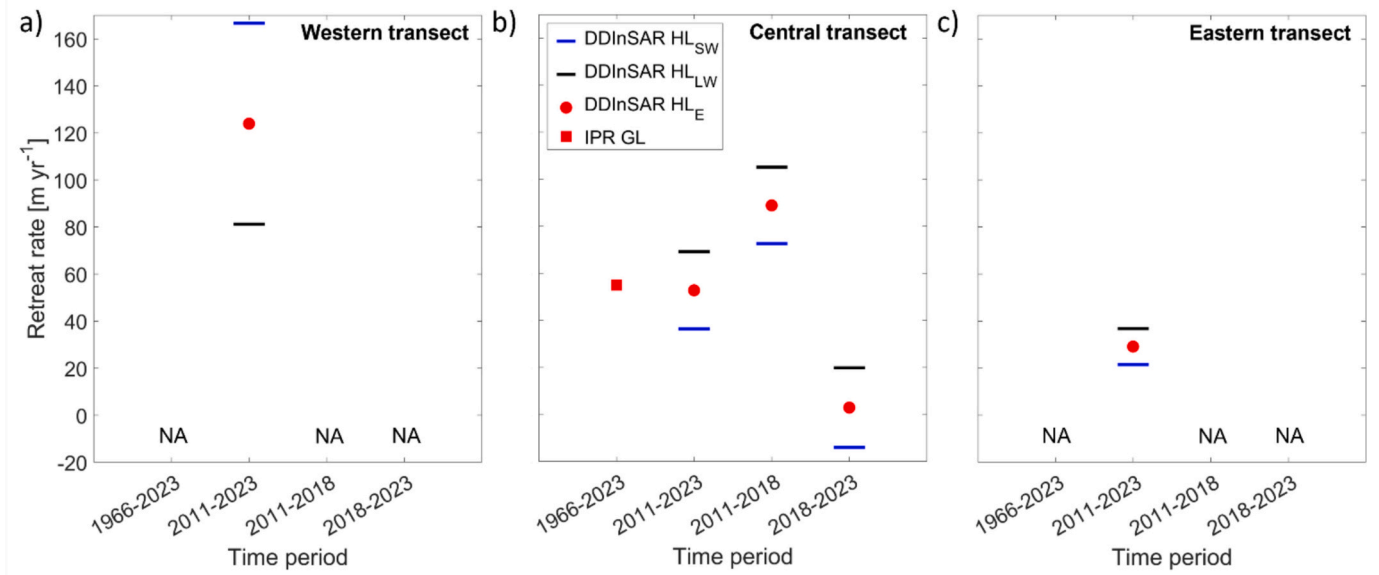 a)
Western transect
Retreat rate [m yr⁻¹]
160
140
120
100
80
60
40
20
0
-20
NA
NA
NA
1966-2023
2011-2023
2011-2018
2018-2023
Time period
b)
Central transect
DDInSAR HL_SW
DDInSAR HL_LW
DDInSAR HL_E
IPR GL
1966-2023
2011-2023
2011-2018
2018-2023
Time period
c)
Eastern transect
NA
NA
NA
1966-2023
2011-2023
2011-2018
2018-2023
Time period